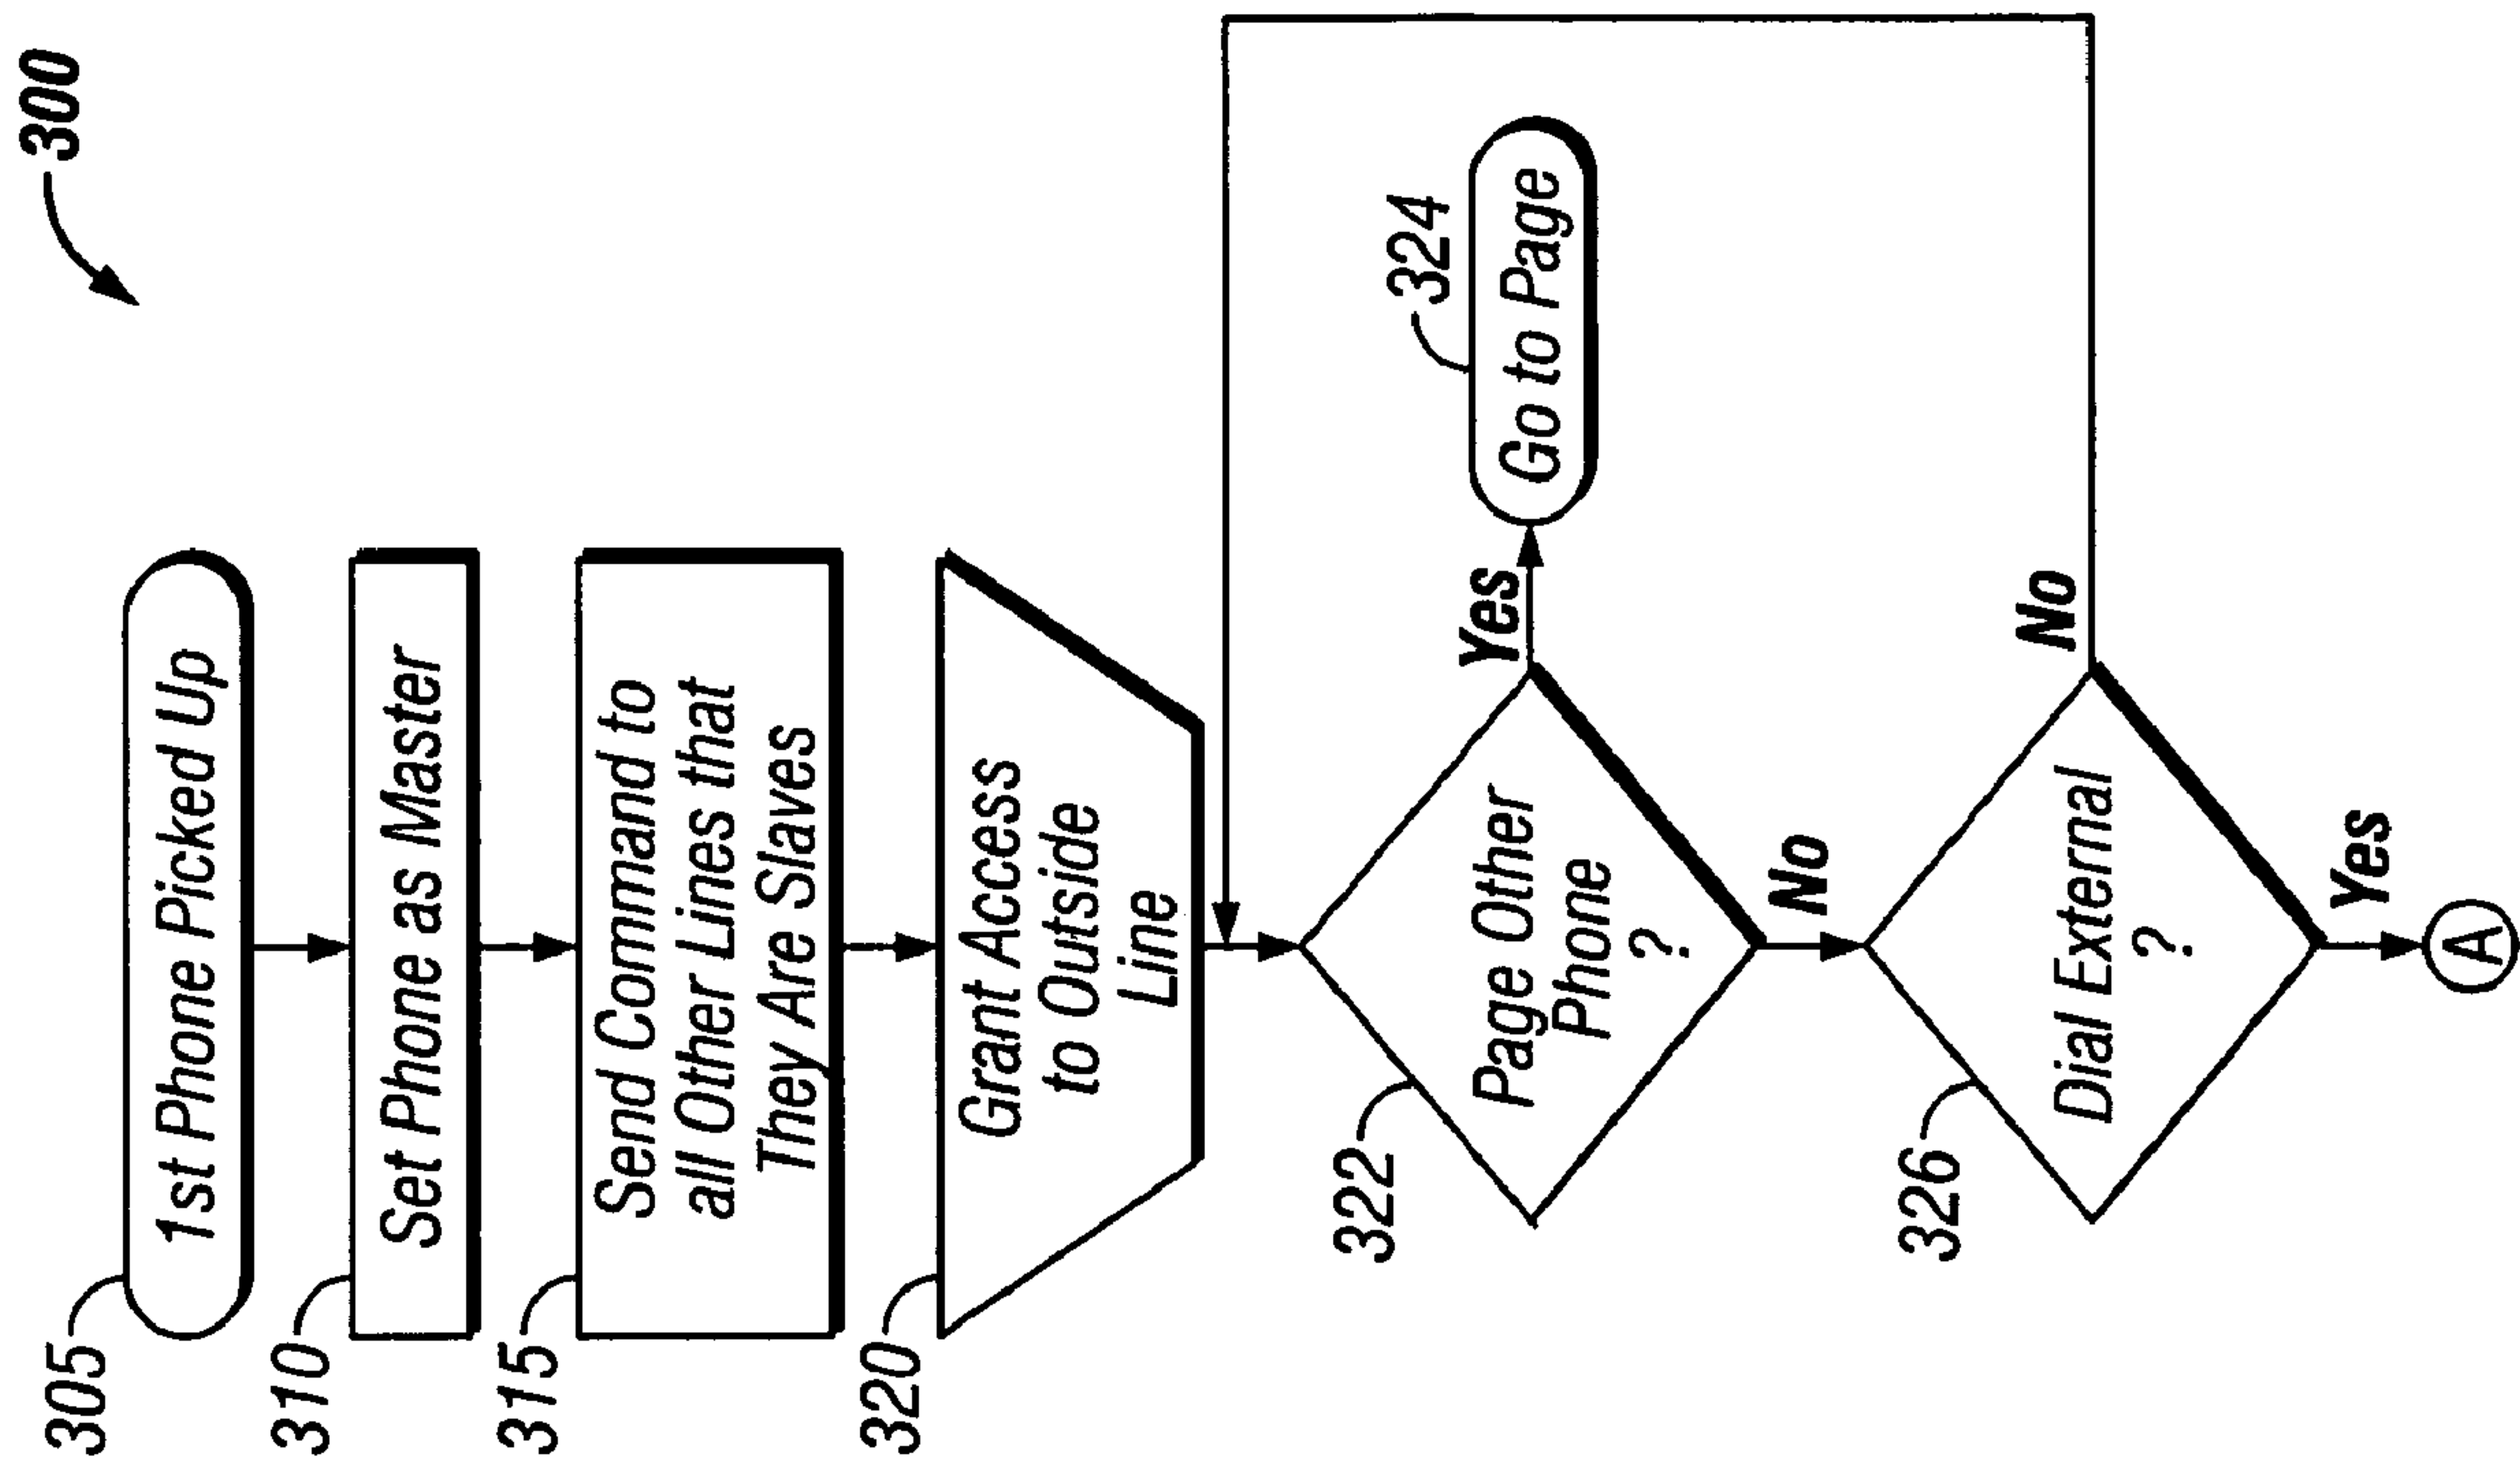 300
305
1st Phone Picked Up
310
Set Phone as Master
315
Send Command to
all Other Lines that
They Are Slaves
320
Grant Access
to Outside
Line
322
Page Other
Phone
?
Yes
324
Go to Page
No
326
Dial External
?
No
Yes
A